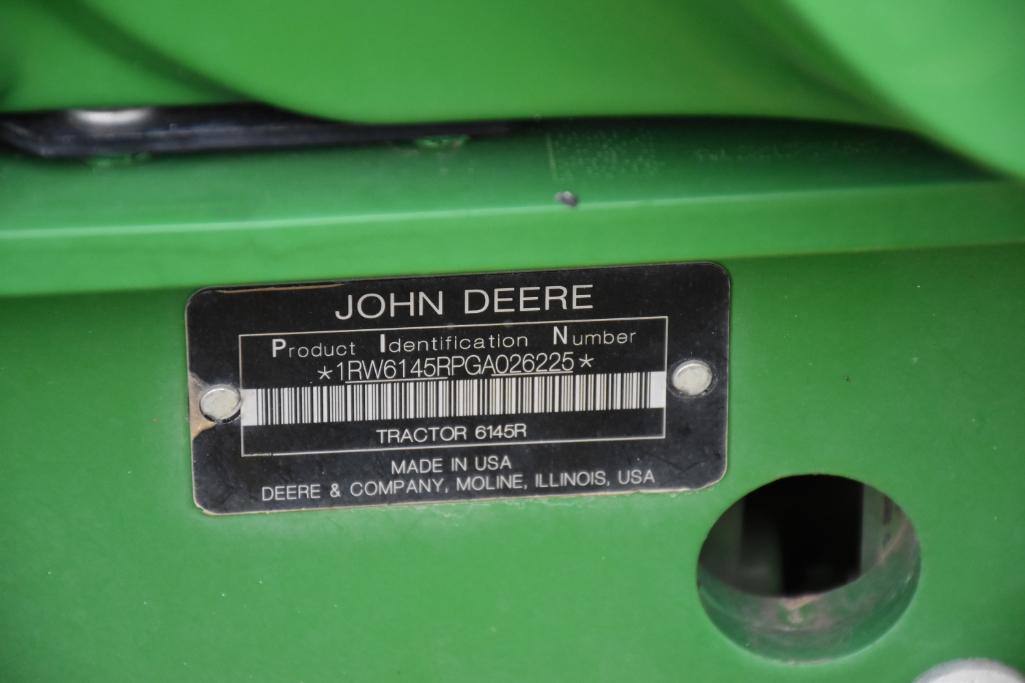 JOHN DEERE
Product Identification Number
*1RW6145RPGA026225*
TRACTOR 6145R
MADE IN USA
DEERE & COMPANY, MOLINE, ILLINOIS, USA